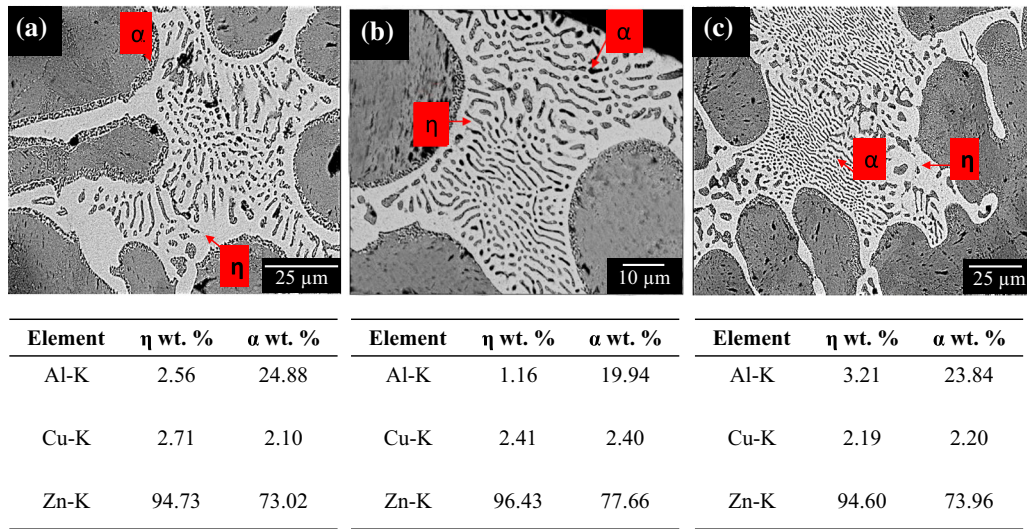 (a) α η 25 µm
(b) α η 10 µm
(c) α η 25 µm
Element η wt. % α wt. %
Al-K 2.56 24.88
Cu-K 2.71 2.10
Zn-K 94.73 73.02
Element η wt. % α wt. %
Al-K 1.16 19.94
Cu-K 2.41 2.40
Zn-K 96.43 77.66
Element η wt. % α wt. %
Al-K 3.21 23.84
Cu-K 2.19 2.20
Zn-K 94.60 73.96